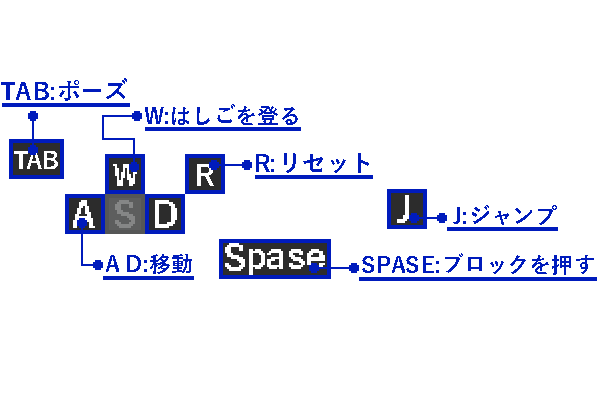 TAB:ポーズ
W:はしごを登る
TAB
W
R
R:リセット
A
S
D
J
J:ジャンプ
A D:移動
Spase
SPASE:ブロックを押す